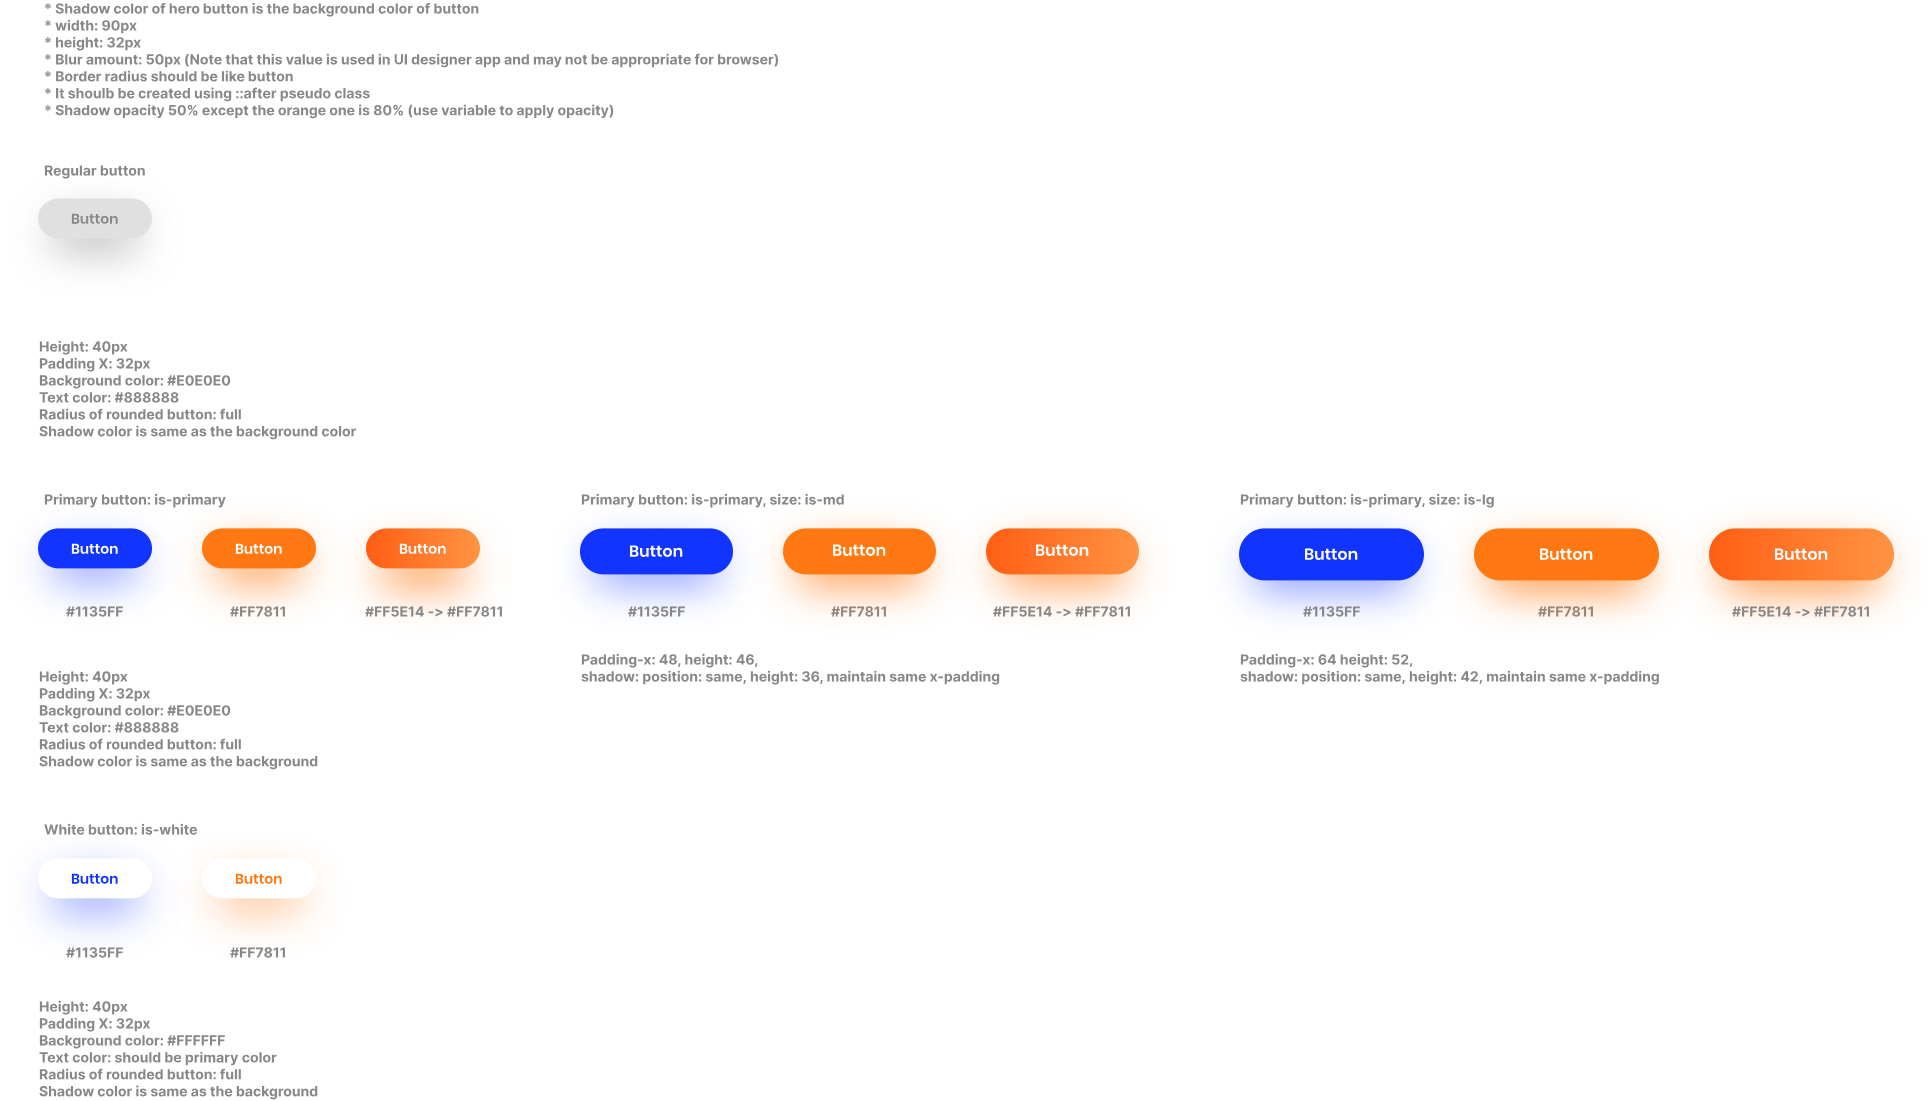 * Shadow color of hero button is the background color of button
* width: 90px
* height: 32px
* Blur amount: 50px (Note that this value is used in UI designer app and may not be appropriate for browser)
* Border radius should be like button
* It shoulb be created using ::after pseudo class
* Shadow opacity 50% except the orange one is 80% (use variable to apply opacity)
Regular button
Button
Height: 40px
Padding X: 32px
Background color: #E0E0E0
Text color: #888888
Radius of rounded button: full
Shadow color is same as the background color
Primary button: is-primary
Button
Button
Button
#1135FF
#FF7811
#FF5E14 -> #FF7811
Height: 40px
Padding X: 32px
Background color: #E0E0E0
Text color: #888888
Radius of rounded button: full
Shadow color is same as the background
Primary button: is-primary, size: is-md
Button
Button
Button
#1135FF
#FF7811
#FF5E14 -> #FF7811
Padding-x: 48, height: 46,
shadow: position: same, height: 36, maintain same x-padding
Primary button: is-primary, size: is-lg
Button
Button
Button
#1135FF
#FF7811
#FF5E14 -> #FF7811
Padding-x: 64 height: 52,
shadow: position: same, height: 42, maintain same x-padding
White button: is-white
Button
Button
#1135FF
#FF7811
Height: 40px
Padding X: 32px
Background color: #FFFFFF
Text color: should be primary color
Radius of rounded button: full
Shadow color is same as the background